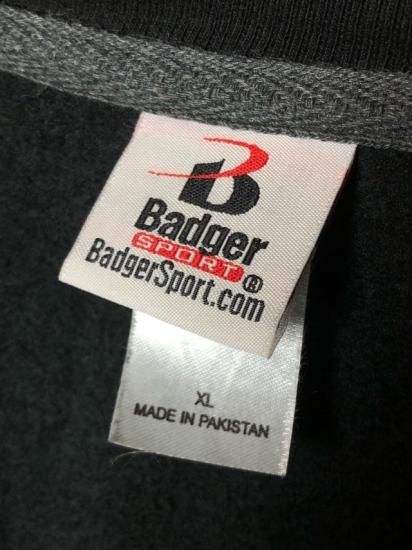 B
Badger
SPORT®
BadgerSport.com
XL
MADE IN PAKISTAN